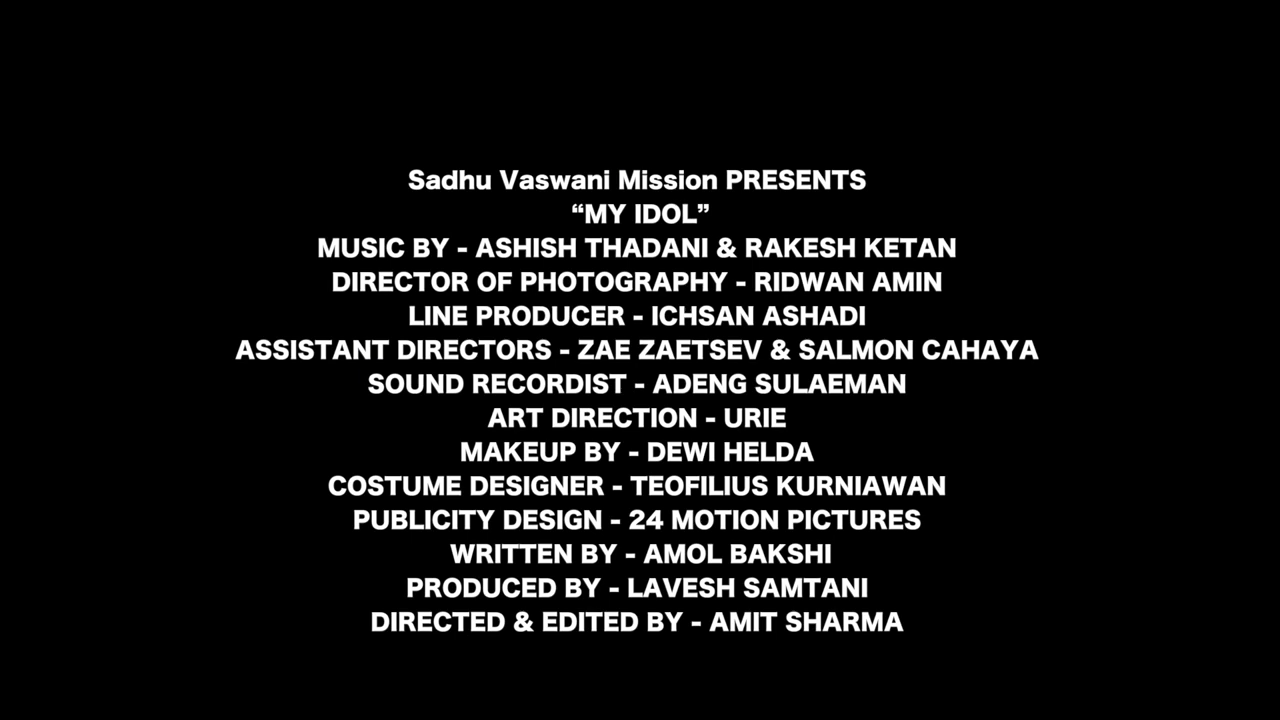 Sadhu Vaswani Mission PRESENTS
“MY IDOL”
MUSIC BY - ASHISH THADANI & RAKESH KETAN
DIRECTOR OF PHOTOGRAPHY - RIDWAN AMIN
LINE PRODUCER - ICHSAN ASHADI
ASSISTANT DIRECTORS - ZAE ZAETSEV & SALMON CAHAYA
SOUND RECORDIST - ADENG SULAEMAN
ART DIRECTION - URIE
MAKEUP BY - DEWI HELDA
COSTUME DESIGNER - TEOFILIUS KURNIAWAN
PUBLICITY DESIGN - 24 MOTION PICTURES
WRITTEN BY - AMOL BAKSHI
PRODUCED BY - LAVESH SAMTANI
DIRECTED & EDITED BY - AMIT SHARMA